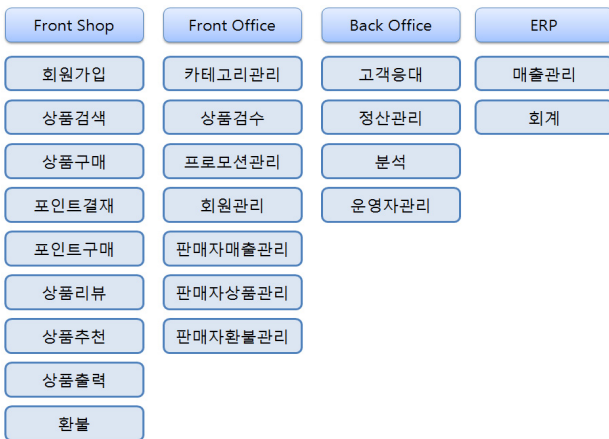 Front Shop
회원가입
상품검색
상품구매
포인트결재
포인트구매
상품리뷰
상품추천
상품출력
환불
Front Office
카테고리관리
상품검수
프로모션관리
회원관리
판매자매출관리
판매자상품관리
판매자환불관리
Back Office
고객응대
정산관리
분석
운영자관리
ERP
매출관리
회계